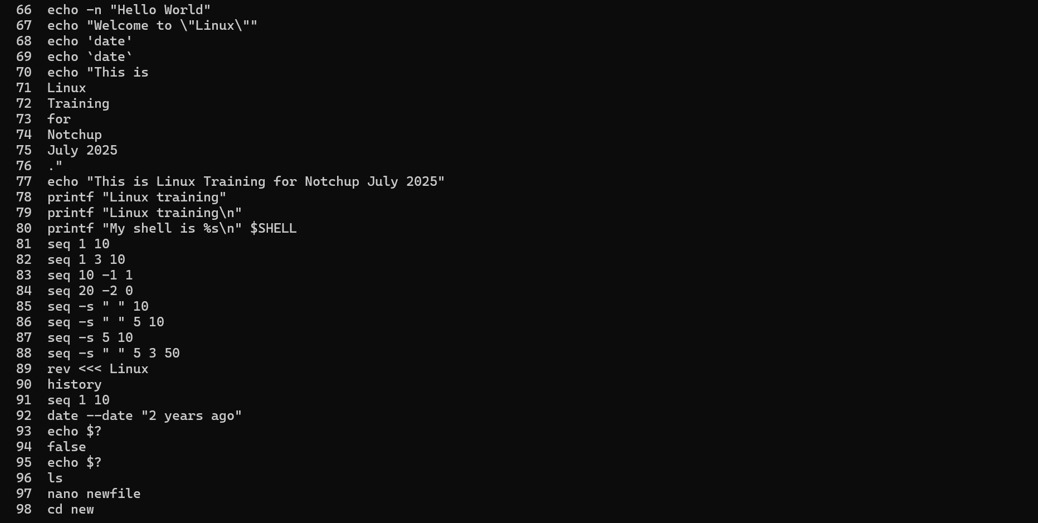 66 echo -n "Hello World"
67 echo "Welcome to \"Linux\""
68 echo 'date'
69 echo `date`
70 echo "This is
71 Linux
72 Training
73 for
74 Notchup
75 July 2025
76 ."
77 echo "This is Linux Training for Notchup July 2025"
78 printf "Linux training"
79 printf "Linux training\n"
80 printf "My shell is %s\n" $SHELL
81 seq 1 10
82 seq 1 3 10
83 seq 10 -1 1
84 seq 20 -2 0
85 seq -s " " 10
86 seq -s " " 5 10
87 seq -s 5 10
88 seq -s " " 5 3 50
89 rev <<< Linux
90 history
91 seq 1 10
92 date --date "2 years ago"
93 echo $?
94 false
95 echo $?
96 ls
97 nano newfile
98 cd new